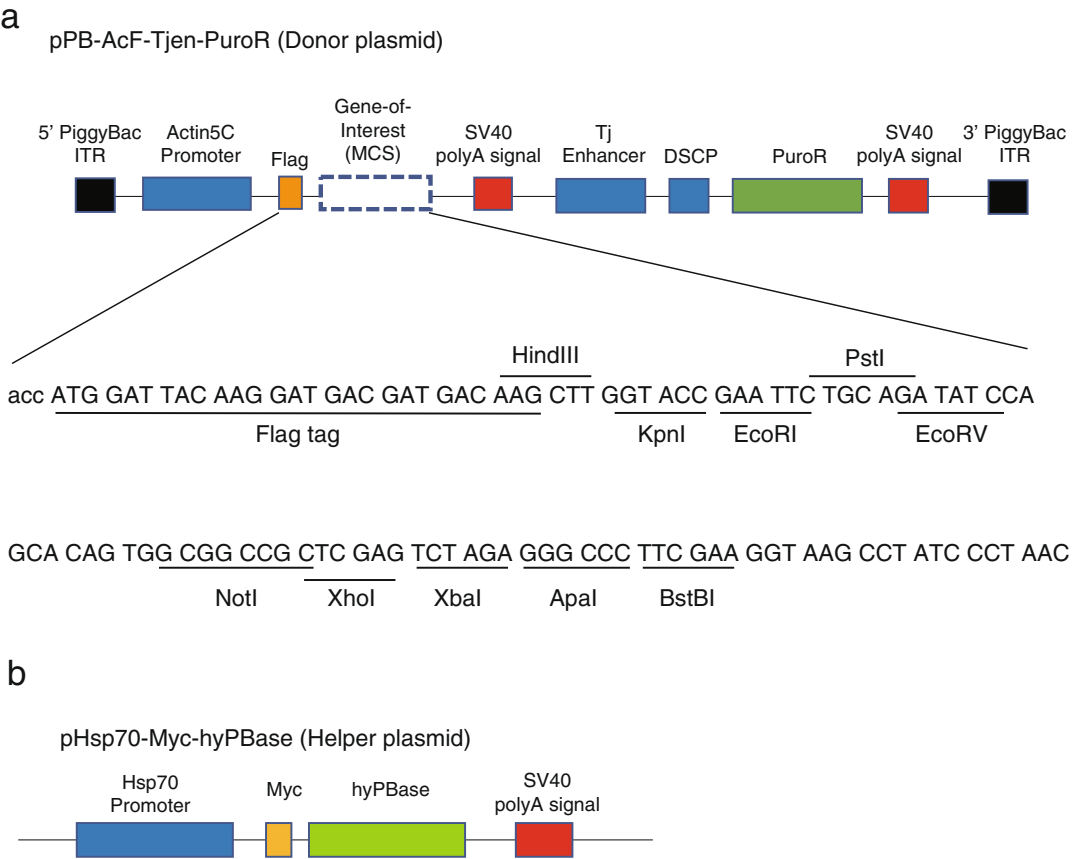 a
pPB-AcF-Tjen-PuroR (Donor plasmid)
5' PiggyBac
ITR
Actin5C
Promoter
Flag
Gene-of-
Interest
(MCS)
SV40
polyA signal
Tj
Enhancer
DSCP
PuroR
SV40
polyA signal
3' PiggyBac
ITR
HindIII
PstI
acc ATG GAT TAC AAG GAT GAC GAT GAC AAG CTT GGT ACC GAA TTC TGC AGA TAT CCA
Flag tag
KpnI
EcoRI
EcoRV
GCA CAG TGG CGG CCG CTC GAG TCT AGA GGG CCC TTC GAA GGT AAG CCT ATC CCT AAC
NotI
XhoI
XbaI
ApaI
BstBI
b
pHsp70-Myc-hyPBase (Helper plasmid)
Hsp70
Promoter
Myc
hyPBase
SV40
polyA signal